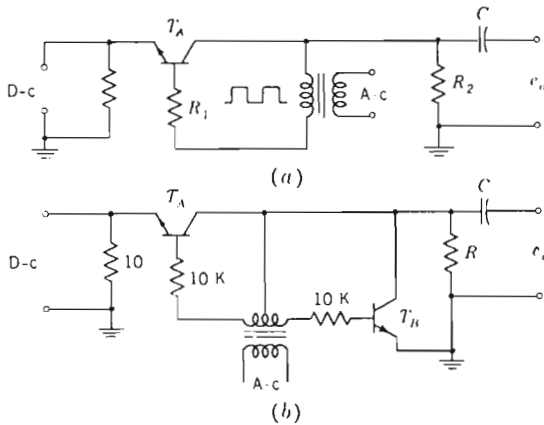 T_A
C
D-c
R_1
A-c
R_2
e_o
(a)
T_A
C
D-c
10
10 K
10 K
T_B
R
e_o
A-c
(b)